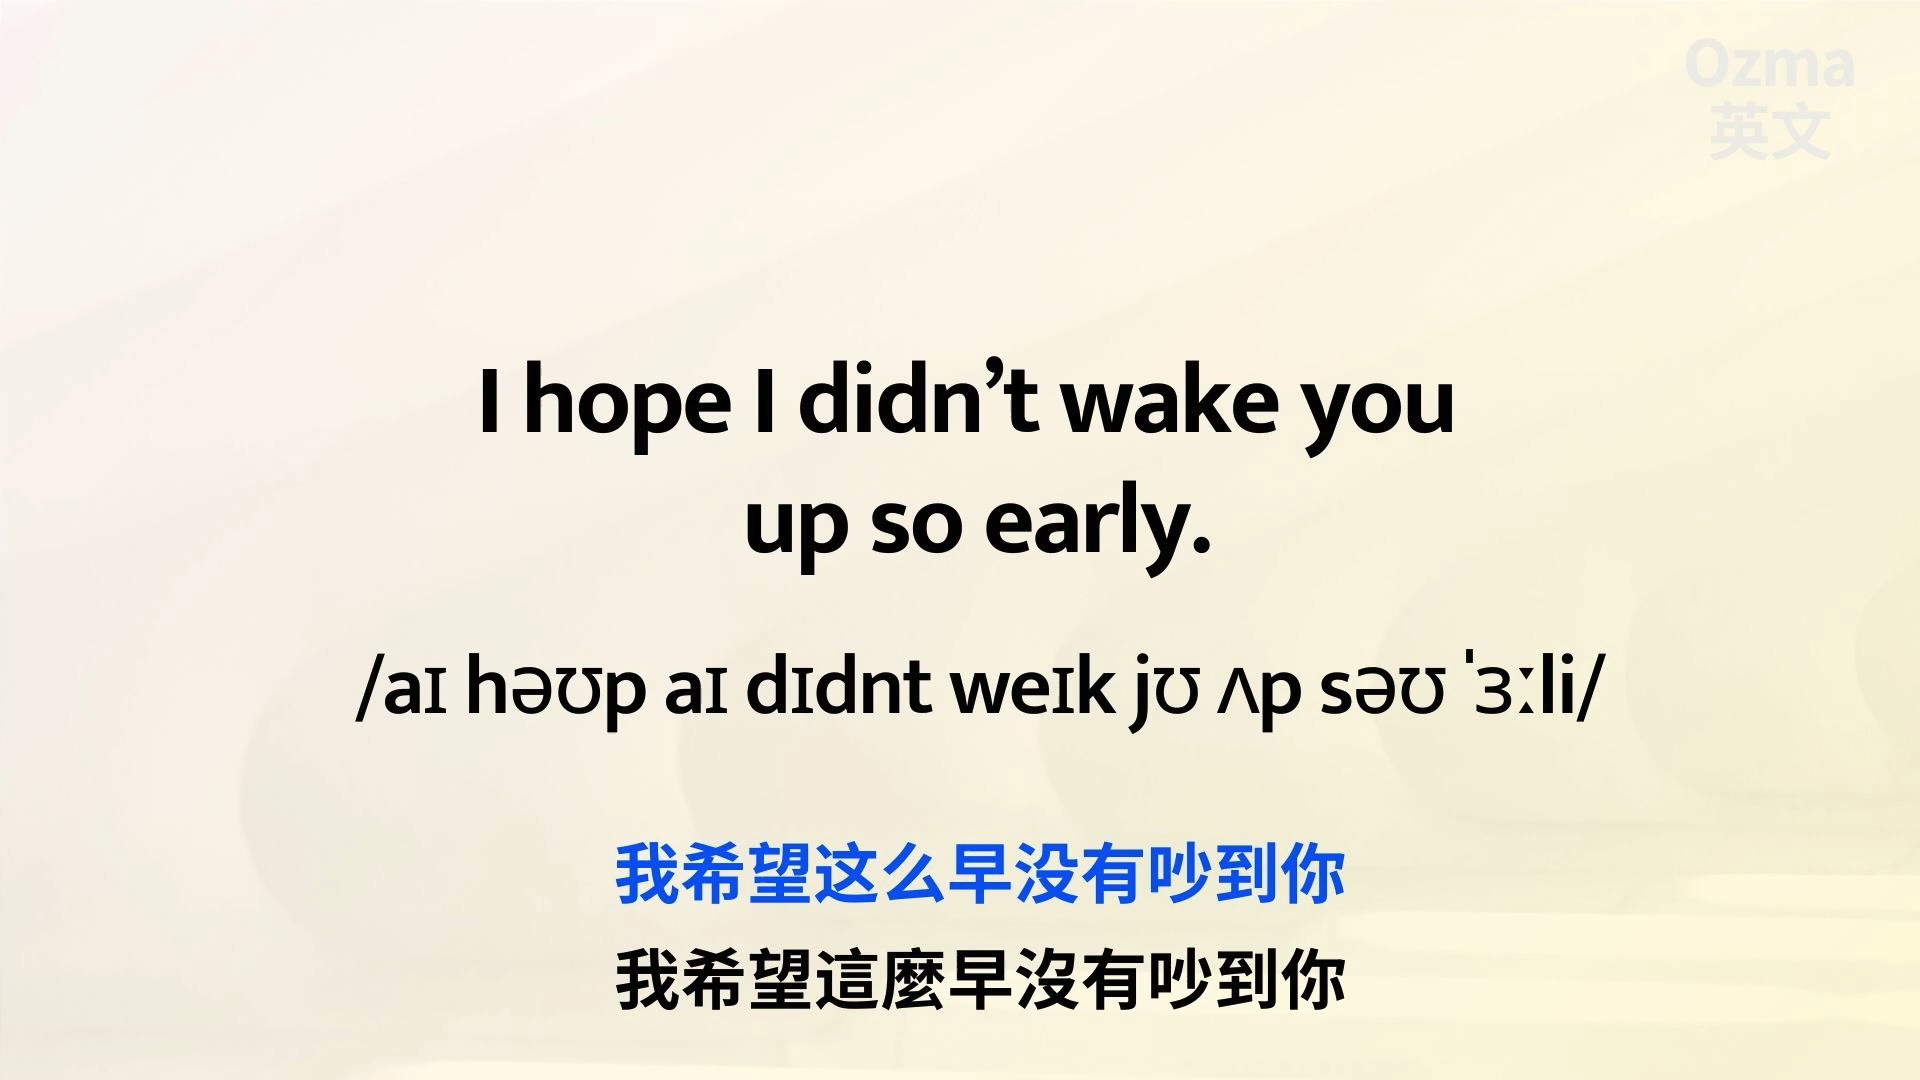 Ozma
英文
I hope I didn’t wake you
up so early.
/aɪ həʊp aɪ dɪdnt weɪk jʊ ʌp səʊ ˈɜːli/
我希望这么早没有吵到你
我希望這麼早沒有吵到你